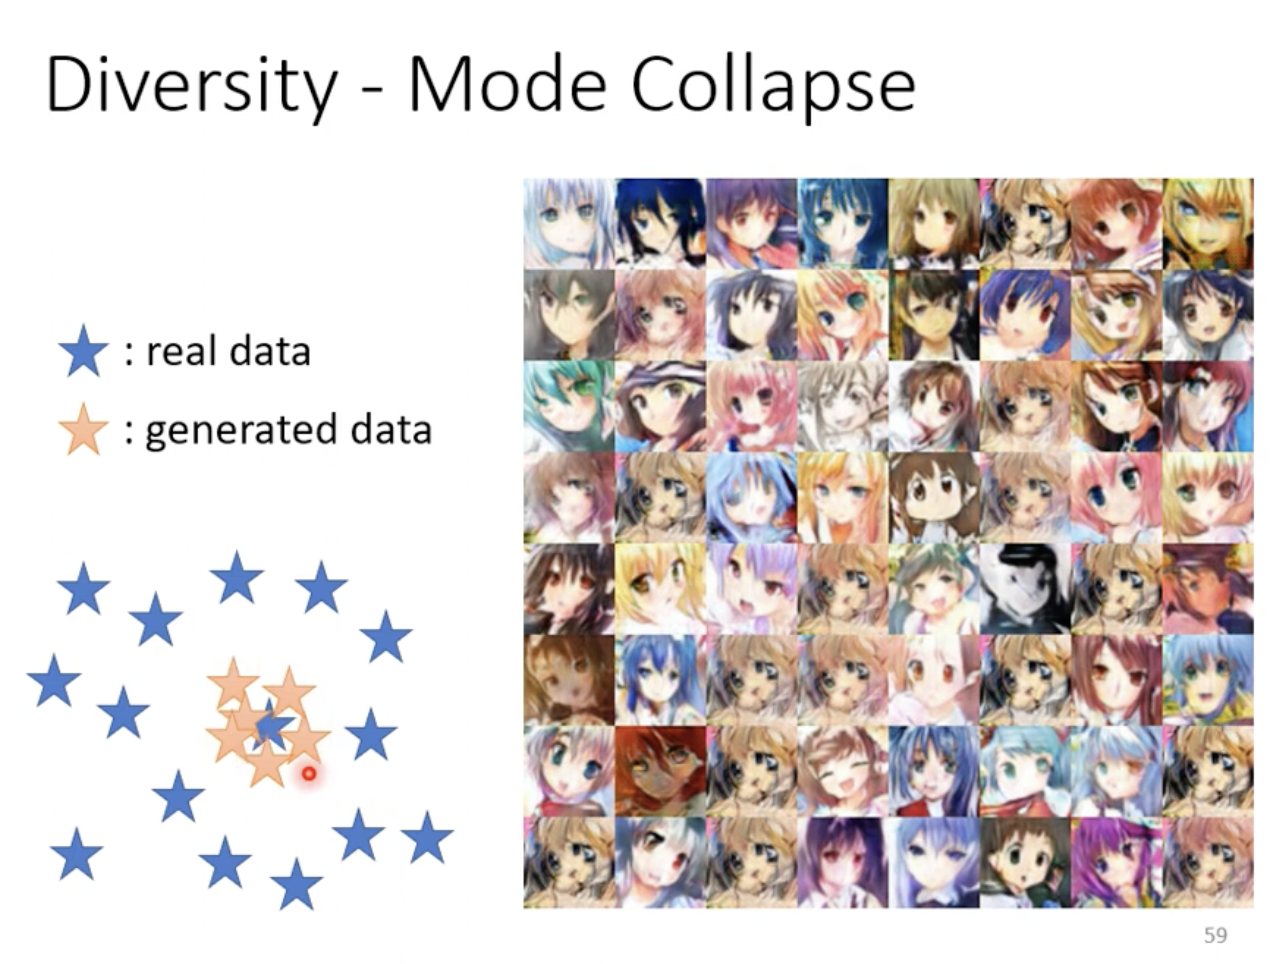 Diversity - Mode Collapse
: real data
: generated data
59